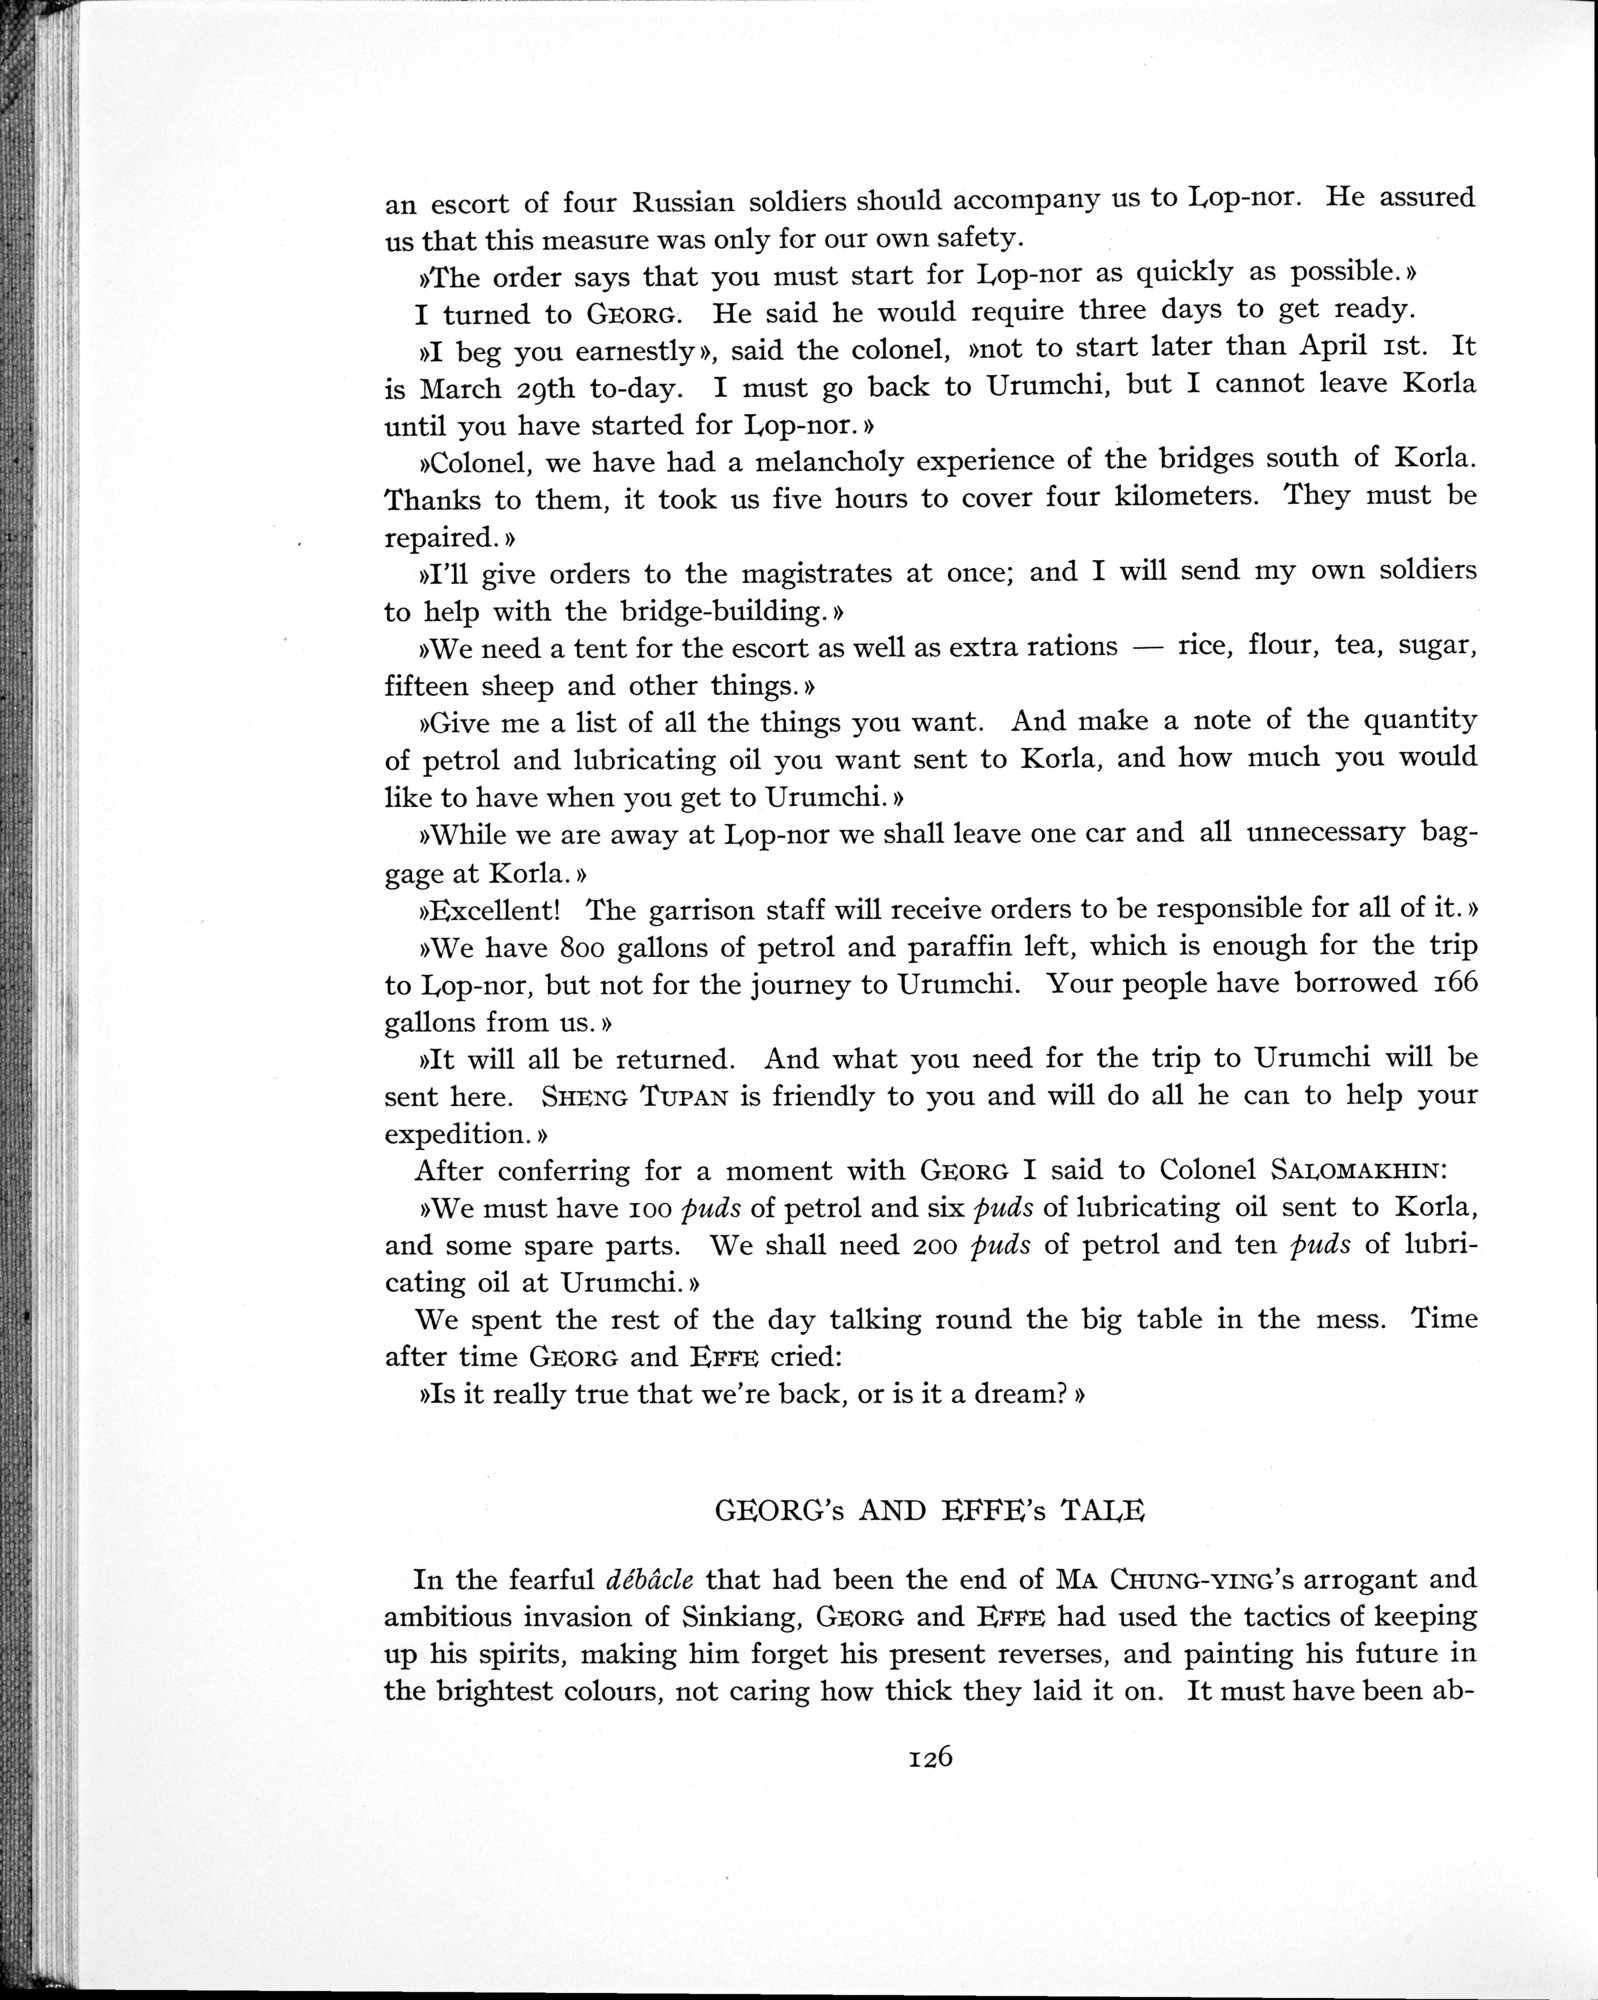 an escort of four Russian soldiers should accompany us to Lop-nor. He assured
us that this measure was only for our own safety.
»The order says that you must start for Lop-nor as quickly as possible.»
I turned to GEORG. He said he would require three days to get ready.
»I beg you earnestly», said the colonel, »not to start later than April 1st. It
is March 29th to-day. I must go back to Urumchi, but I cannot leave Korla
until you have started for Lop-nor.»
»Colonel, we have had a melancholy experience of the bridges south of Korla.
Thanks to them, it took us five hours to cover four kilometers. They must be
repaired.»
»I'll give orders to the magistrates at once; and I will send my own soldiers
to help with the bridge-building.»
»We need a tent for the escort as well as extra rations — rice, flour, tea, sugar,
fifteen sheep and other things.»
»Give me a list of all the things you want. And make a note of the quantity
of petrol and lubricating oil you want sent to Korla, and how much you would
like to have when you get to Urumchi.»
»While we are away at Lop-nor we shall leave one car and all unnecessary bag-
gage at Korla.»
»Excellent! The garrison staff will receive orders to be responsible for all of it.»
»We have 800 gallons of petrol and paraffin left, which is enough for the trip
to Lop-nor, but not for the journey to Urumchi. Your people have borrowed 166
gallons from us.»
»It will all be returned. And what you need for the trip to Urumchi will be
sent here. SHENG TUPAN is friendly to you and will do all he can to help your
expedition.»
After conferring for a moment with GEORG I said to Colonel SALOMAKHIN:
»We must have 100 puds of petrol and six puds of lubricating oil sent to Korla,
and some spare parts. We shall need 200 puds of petrol and ten puds of lubri-
cating oil at Urumchi.»
We spent the rest of the day talking round the big table in the mess. Time
after time GEORG and EFFE cried:
»Is it really true that we're back, or is it a dream?»
GEORG's AND EFFE's TALE
In the fearful débâcle that had been the end of MA CHUNG-YING's arrogant and
ambitious invasion of Sinkiang, GEORG and EFFE had used the tactics of keeping
up his spirits, making him forget his present reverses, and painting his future in
the brightest colours, not caring how thick they laid it on. It must have been ab-
126